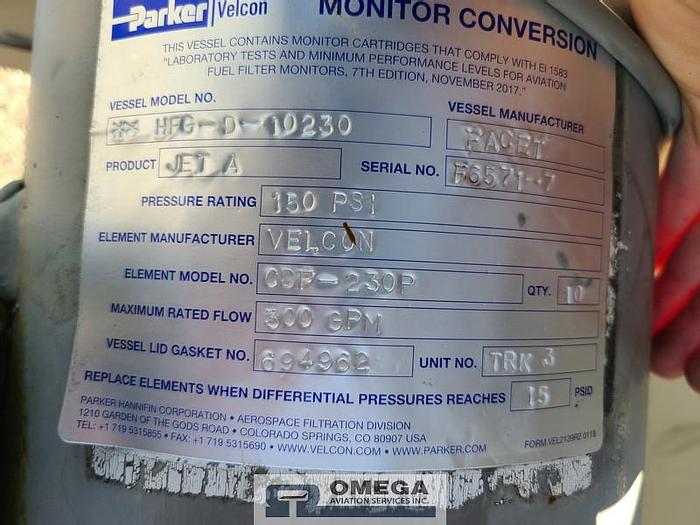 Parker Velcon
MONITOR CONVERSION
THIS VESSEL CONTAINS MONITOR CARTRIDGES THAT COMPLY WITH EI 1583
"LABORATORY TESTS AND MINIMUM PERFORMANCE LEVELS FOR AVIATION
FUEL FILTER MONITORS, 7TH EDITION, NOVEMBER 2017."
VESSEL MODEL NO. HFG-D-10230
VESSEL MANUFACTURER FACET
PRODUCT JET A
SERIAL NO. F6571-7
PRESSURE RATING 150 PSI
ELEMENT MANUFACTURER VELCON
ELEMENT MODEL NO. CDF-230P QTY. 10
MAXIMUM RATED FLOW 300 GPM
VESSEL LID GASKET NO. 694962 UNIT NO. TRK 3
REPLACE ELEMENTS WHEN DIFFERENTIAL PRESSURES REACHES 15 PSID
PARKER HANNIFIN CORPORATION • AEROSPACE FILTRATION DIVISION
1210 GARDEN OF THE GODS ROAD • COLORADO SPRINGS, CO 80907 USA
TEL: +1 719 5315855 • FAX: +1 719 5315690 • WWW.VELCON.COM • WWW.PARKER.COM
FORM VEL2139R2 0118
OMEGA
AVIATION SERVICES INC.